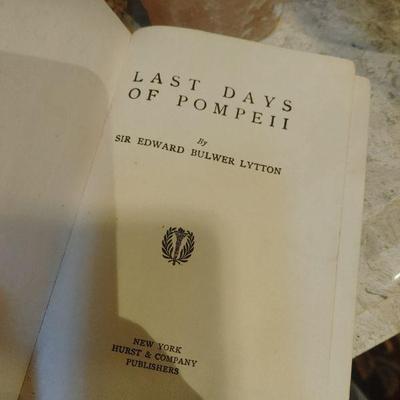 LAST DAYS
OF POMPEII
By
SIR EDWARD BULWER LYTTON
NEW YORK
HURST & COMPANY
PUBLISHERS